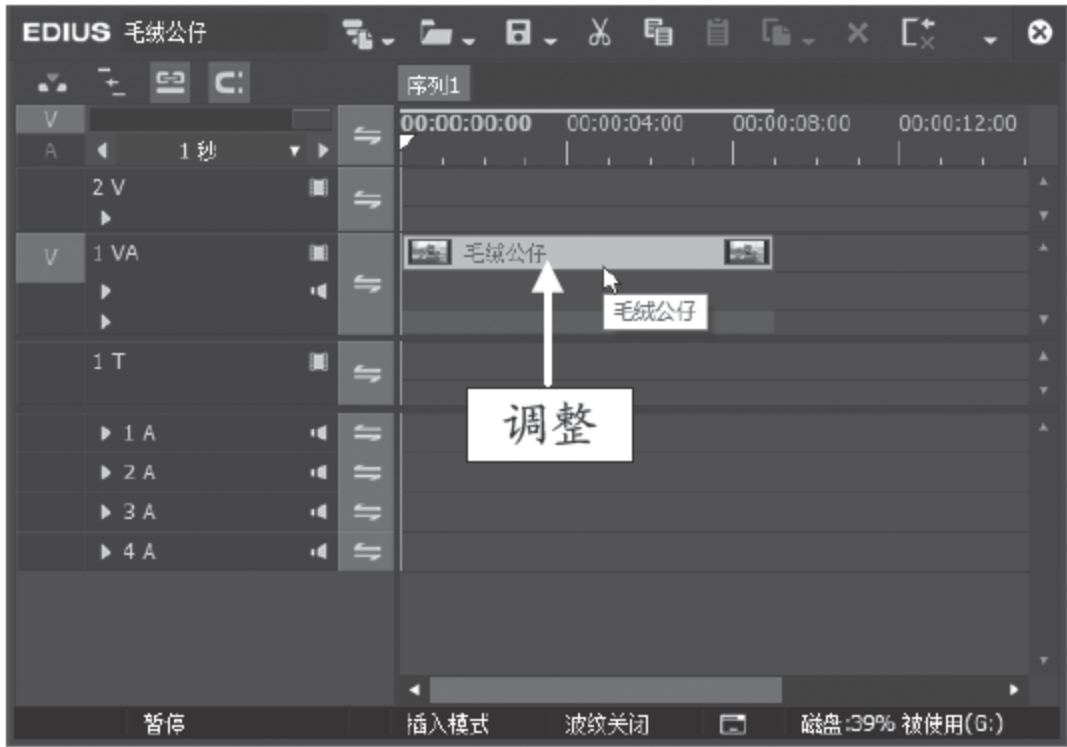 EDIUS 毛绒公仔
序列1
V
A
1 秒
00:00:00:00 00:00:04:00 00:00:08:00 00:00:12:00
2 V
V
1 VA
毛绒公仔
毛绒公仔
1 T
调整
1 A
2 A
3 A
4 A
暂停 插入模式 波纹关闭 磁盘:39% 被使用(G:)